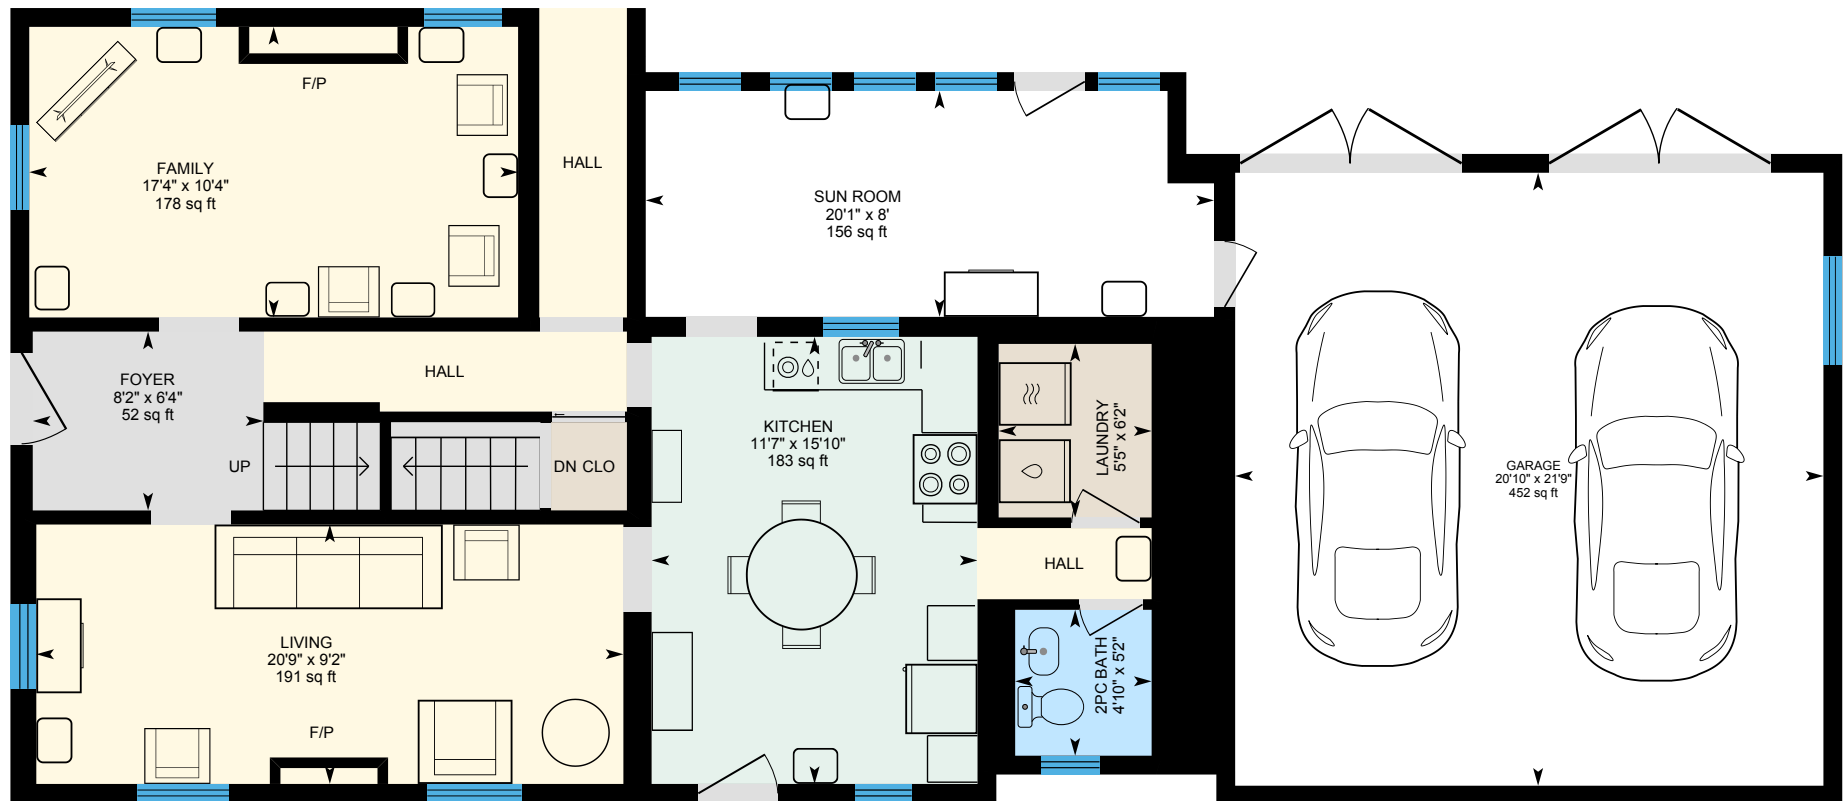 F/P
FAMILY
17'4" x 10'4"
178 sq ft
HALL
SUN ROOM
20'1" x 8'
156 sq ft
FOYER
8'2" x 6'4"
52 sq ft
HALL
UP
DN CLO
KITCHEN
11'7" x 15'10"
183 sq ft
LAUNDRY
5'5" x 6'2"
GARAGE
20'10" x 21'9"
452 sq ft
HALL
LIVING
20'9" x 9'2"
191 sq ft
F/P
2PC BATH
4'10" x 5'2"